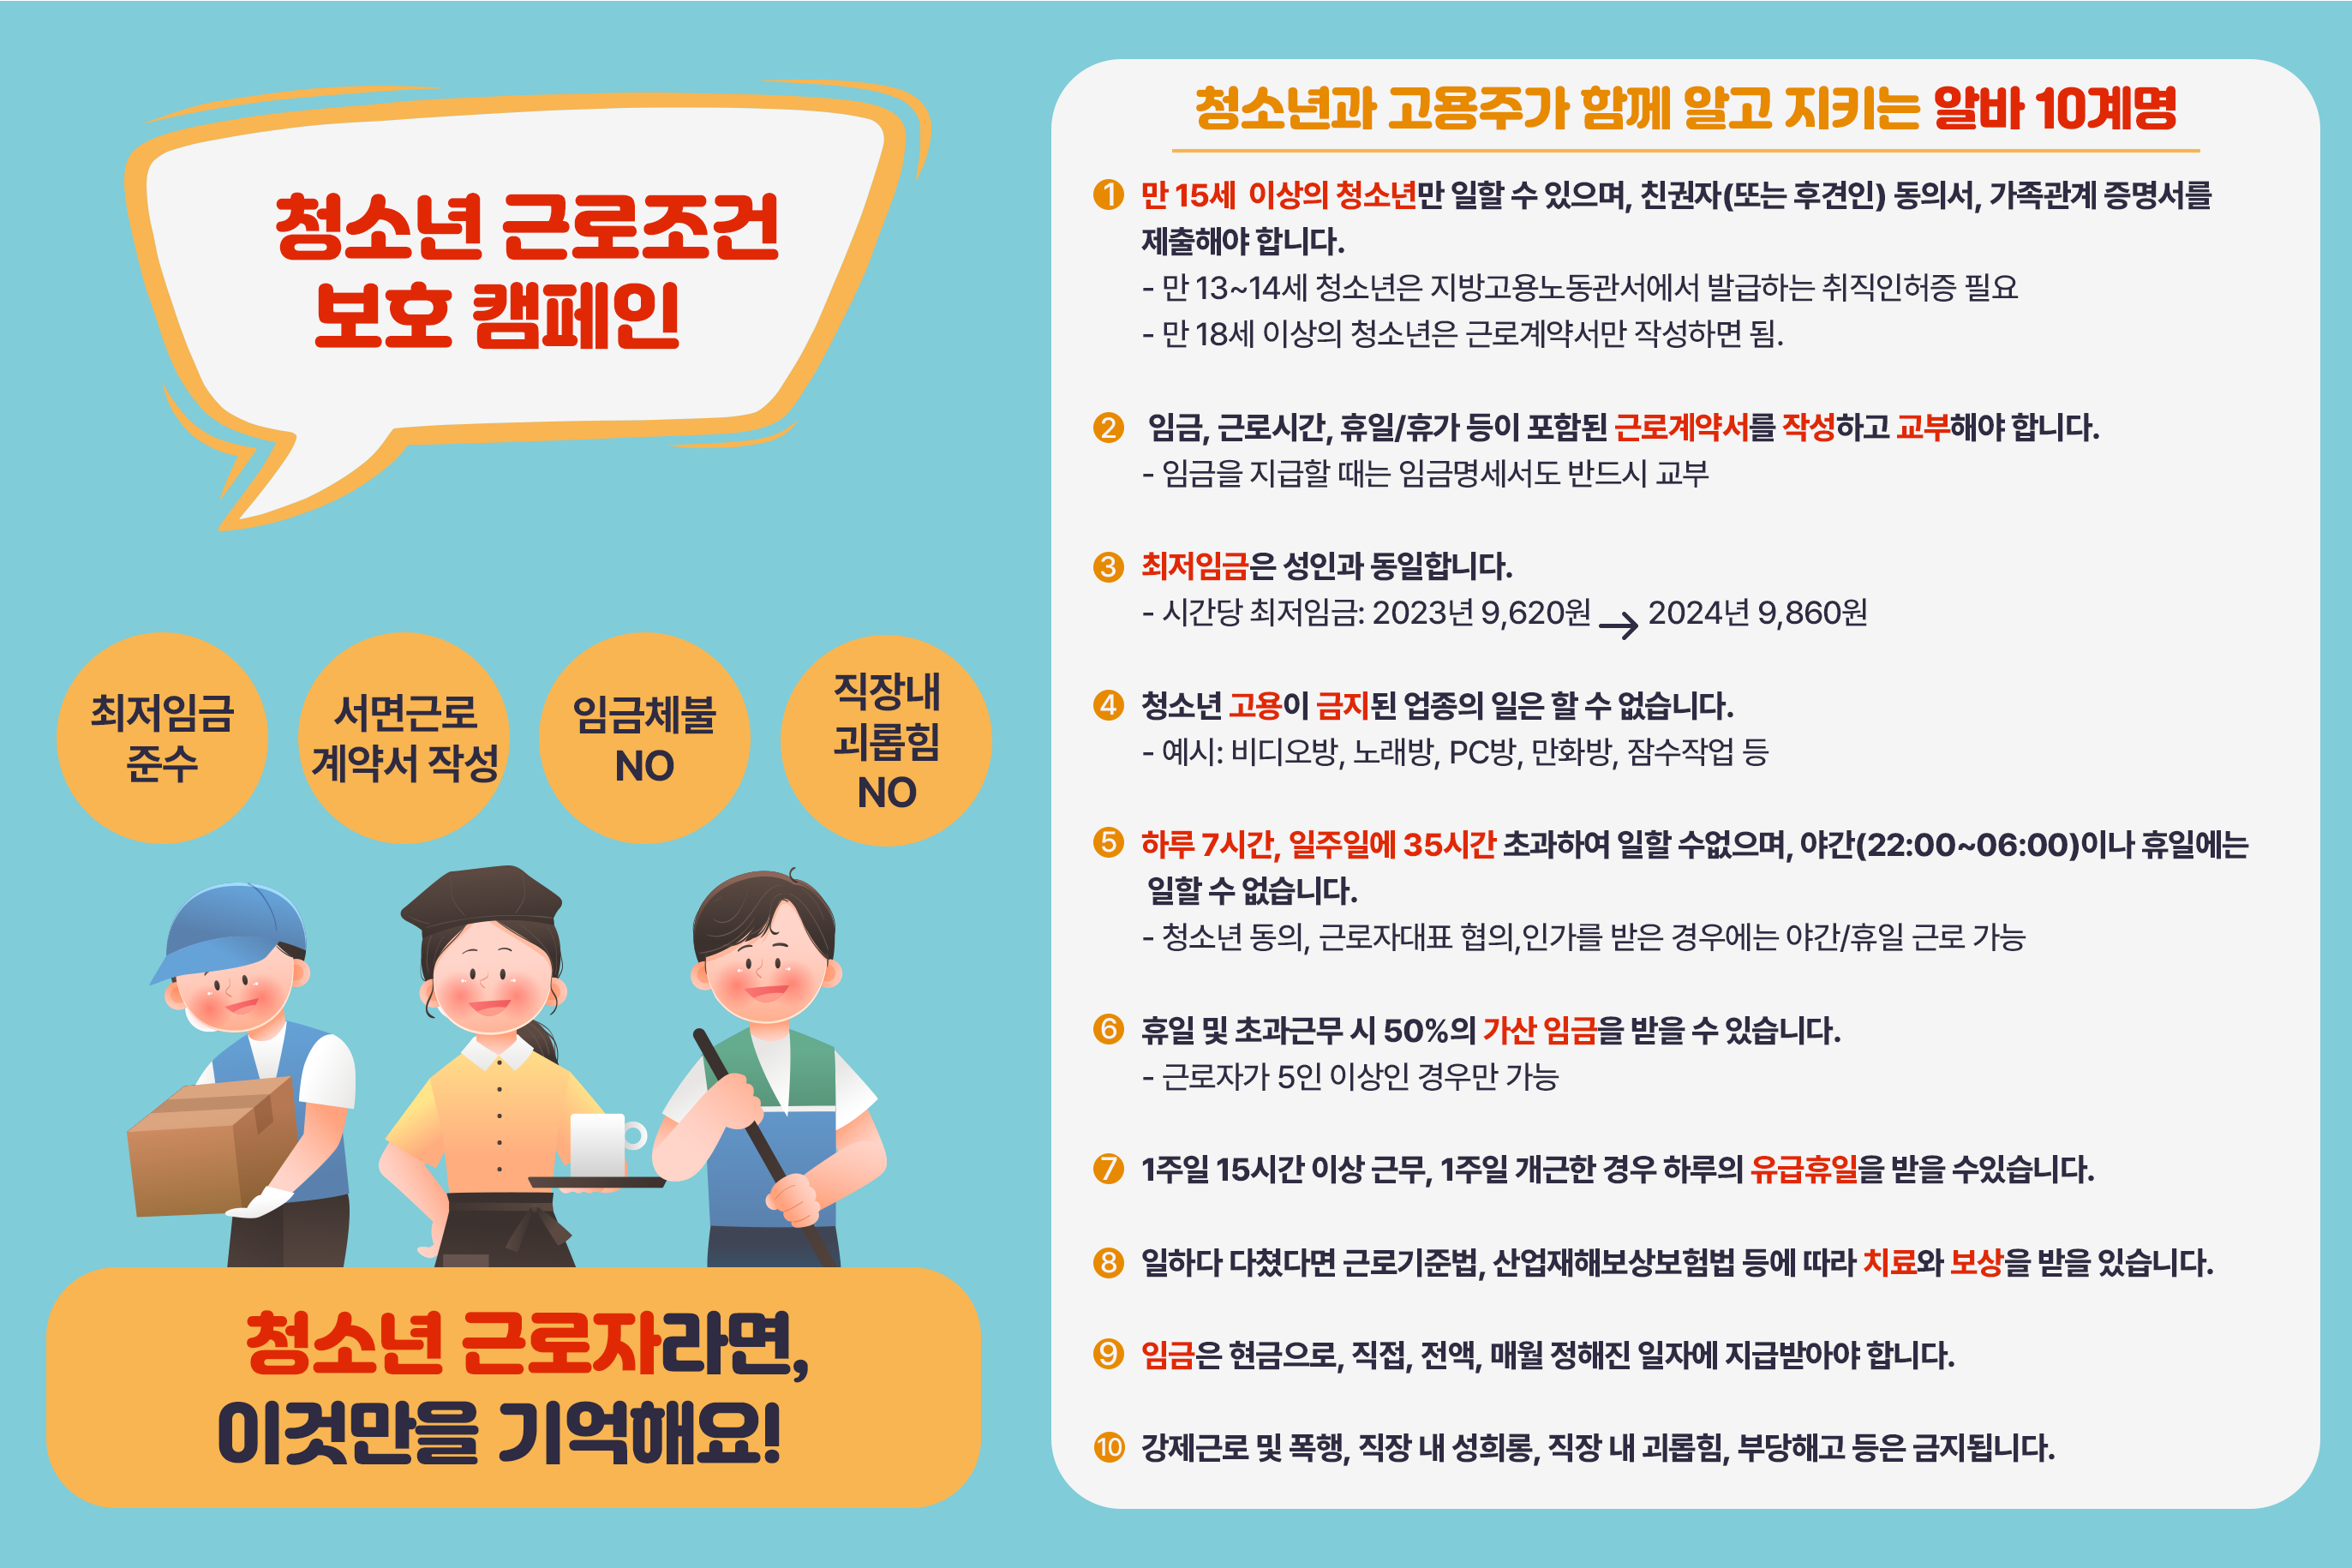 청소년 근로조건
보호 캠페인
최저임금
준수
서면근로
계약서 작성
임금체불
NO
직장내
괴롭힘
NO
청소년 근로자라면,
이것만을 기억해요!
청소년과 고용주가 함께 알고 지키는 알바 10계명
1 만 15세 이상의 청소년만 일할 수 있으며, 친권자(또는 후견인) 동의서, 가족관계 증명서를
제출해야 합니다.
- 만 13~14세 청소년은 지방고용노동관서에서 발급하는 취직인허증 필요
- 만 18세 이상의 청소년은 근로계약서만 작성하면 됨.
2 임금, 근로시간, 휴일/휴가 등이 포함된 근로계약서를 작성하고 교부해야 합니다.
- 임금을 지급할 때는 임금명세서도 반드시 교부
3 최저임금은 성인과 동일합니다.
- 시간당 최저임금: 2023년 9,620원 → 2024년 9,860원
4 청소년 고용이 금지된 업종의 일은 할 수 없습니다.
- 예시: 비디오방, 노래방, PC방, 만화방, 잠수작업 등
5 하루 7시간, 일주일에 35시간 초과하여 일할 수없으며, 야간(22:00~06:00)이나 휴일에는
일할 수 없습니다.
- 청소년 동의, 근로자대표 협의,인가를 받은 경우에는 야간/휴일 근로 가능
6 휴일 및 초과근무 시 50%의 가산 임금을 받을 수 있습니다.
- 근로자가 5인 이상인 경우만 가능
7 1주일 15시간 이상 근무, 1주일 개근한 경우 하루의 유급휴일을 받을 수있습니다.
8 일하다 다쳤다면 근로기준법, 산업재해보상보험법 등에 따라 치료와 보상을 받을 있습니다.
9 임금은 현금으로, 직접, 전액, 매월 정해진 일자에 지급받아야 합니다.
10 강제근로 및 폭행, 직장 내 성희롱, 직장 내 괴롭힘, 부당해고 등은 금지됩니다.